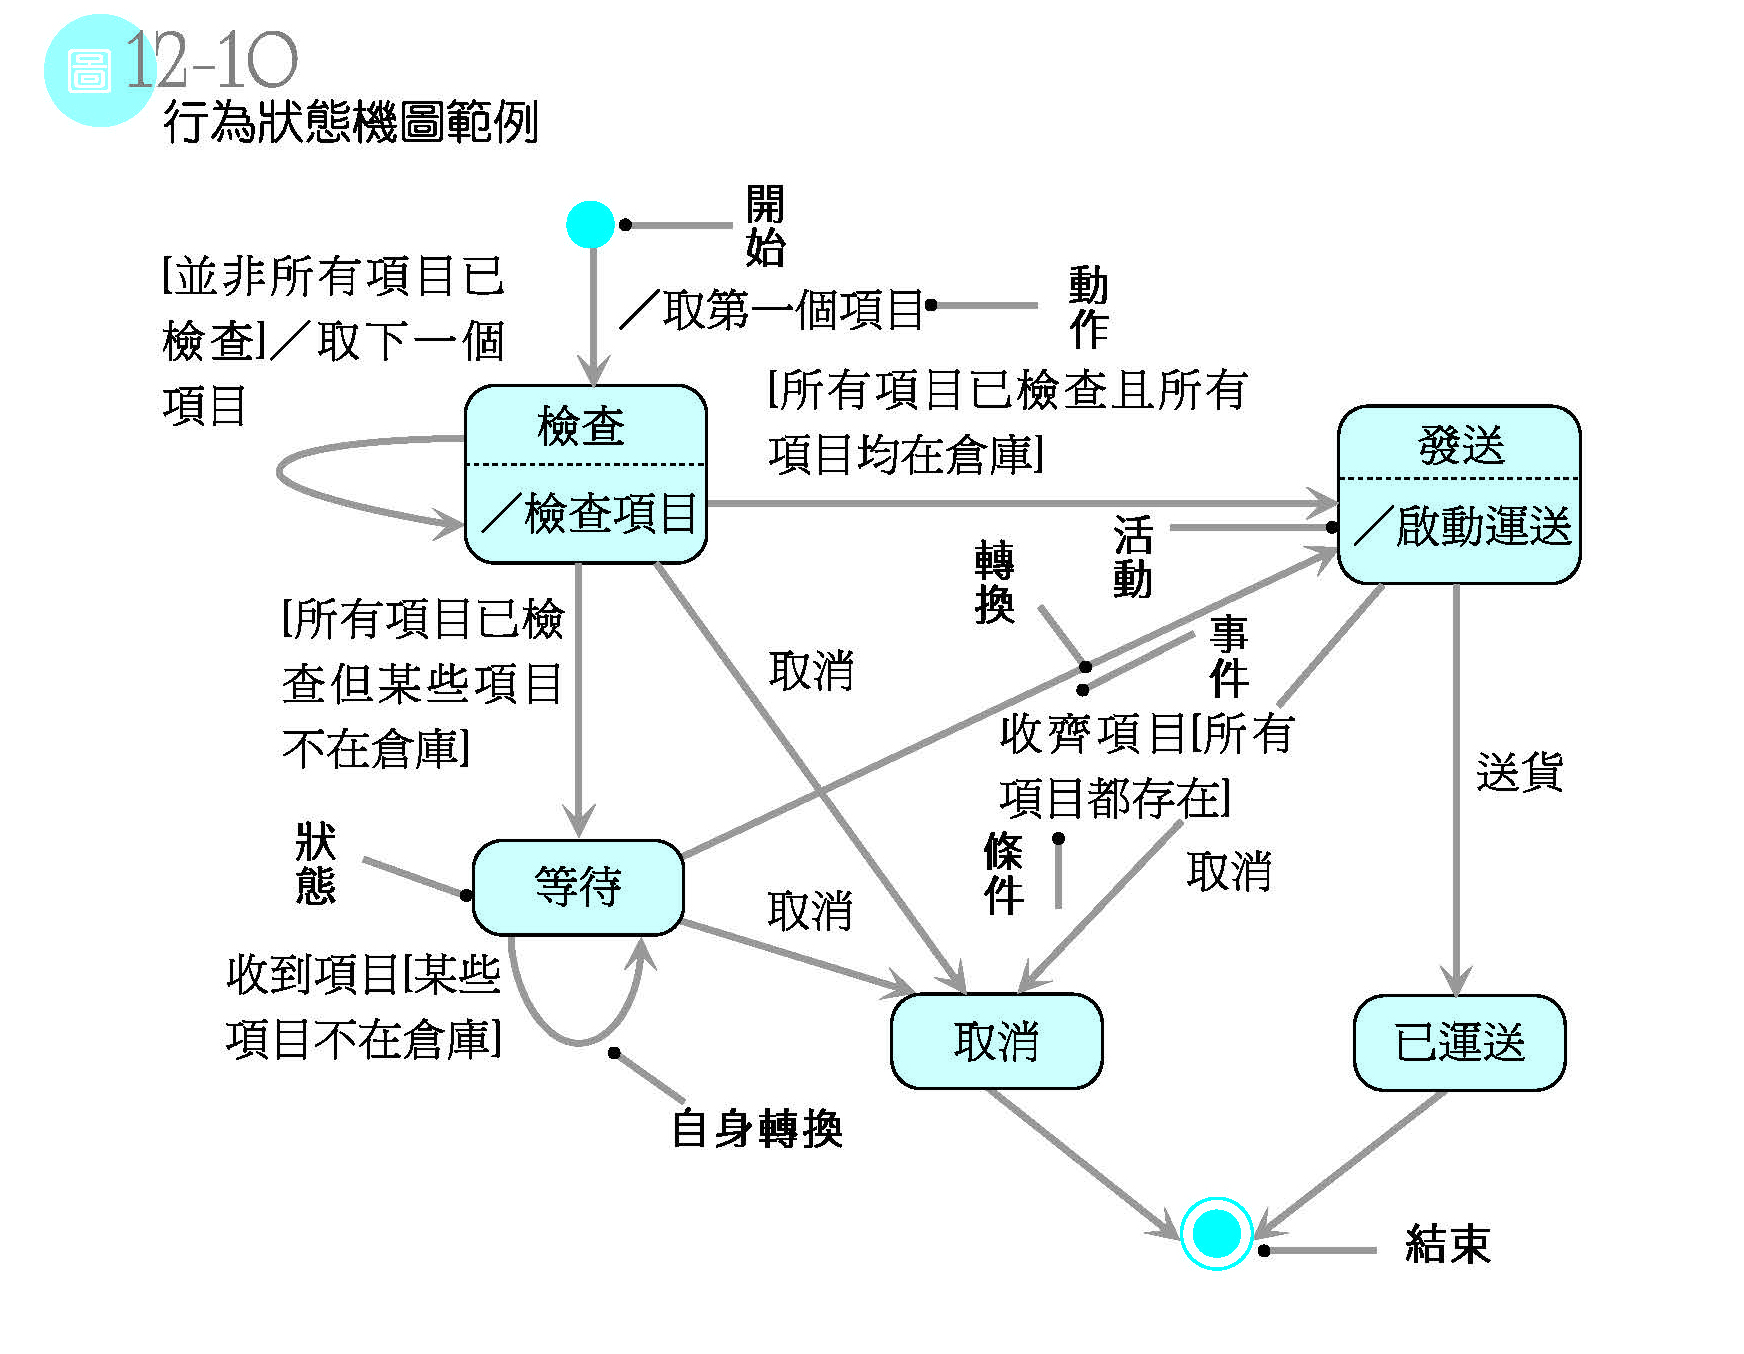 圖12-10
行為狀態機圖範例
開始
[並非所有項目已
檢查]／取下一個
項目
／取第一個項目
動作
[所有項目已檢查且所有
項目均在倉庫]
檢查
／檢查項目
發送
／啟動運送
活動
轉換
事件
[所有項目已檢
查但某些項目
不在倉庫]
取消
收齊項目[所有
項目都存在]
送貨
狀態
條件
取消
等待
取消
收到項目[某些
項目不在倉庫]
取消
已運送
自身轉換
結束